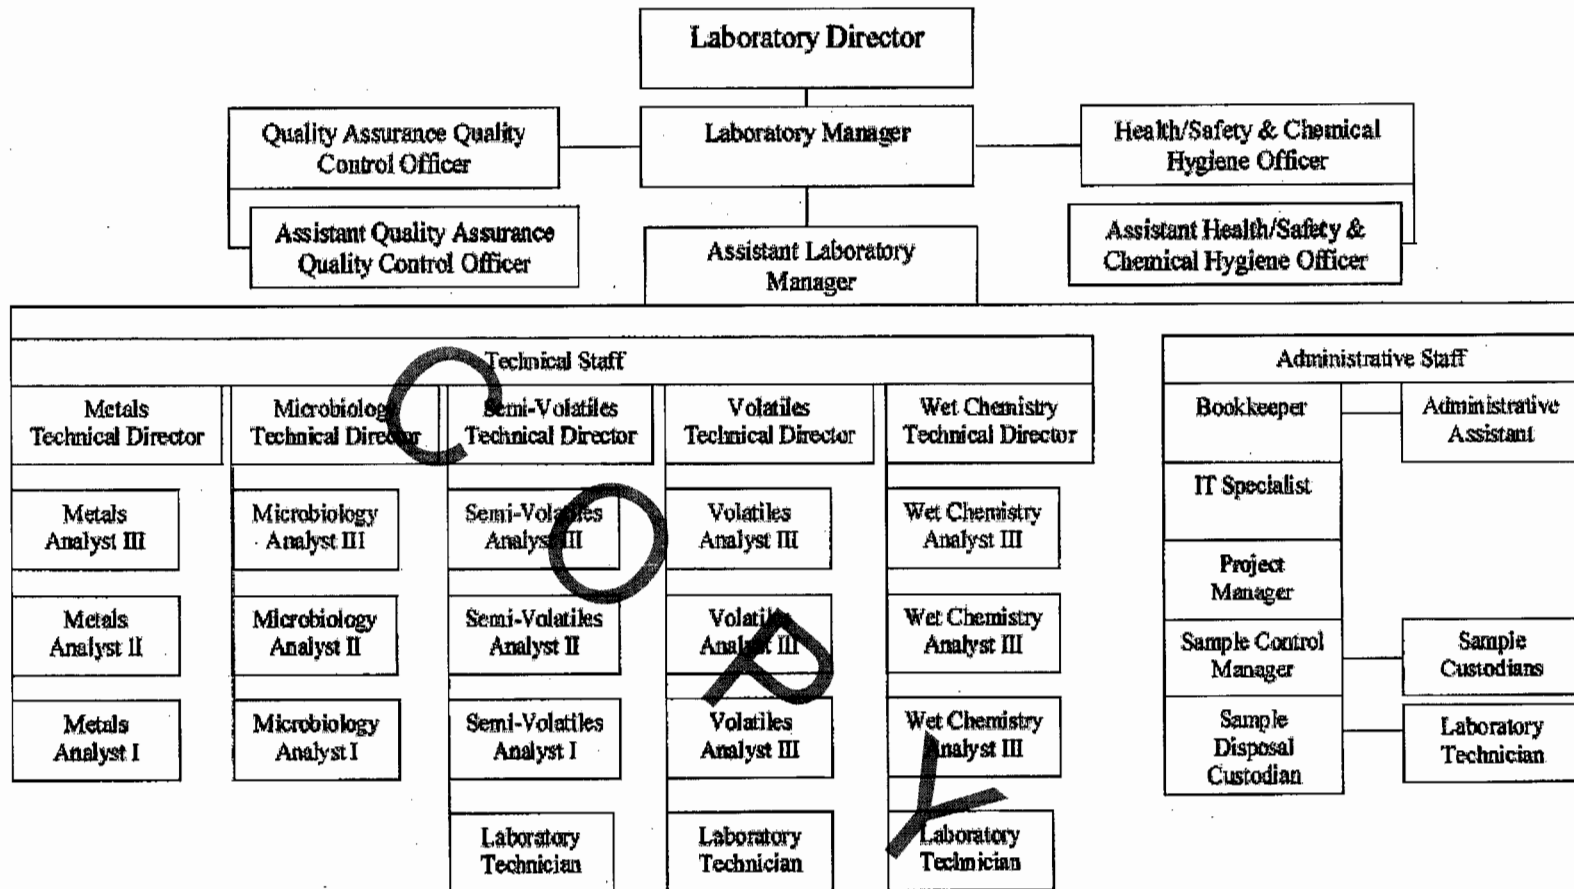 Laboratory Director
Quality Assurance Quality
Control Officer
Laboratory Manager
Health/Safety & Chemical
Hygiene Officer
Assistant Quality Assurance
Quality Control Officer
Assistant Laboratory
Manager
Assistant Health/Safety &
Chemical Hygiene Officer
Technical Staff
Metals
Technical Director
Microbiology
Technical Director
Semi-Volatiles
Technical Director
Volatiles
Technical Director
Wet Chemistry
Technical Director
Metals
Analyst III
Microbiology
Analyst III
Semi-Volatiles
Analyst III
Volatiles
Analyst III
Wet Chemistry
Analyst III
Metals
Analyst II
Microbiology
Analyst II
Semi-Volatiles
Analyst II
Volatiles
Analyst III
Wet Chemistry
Analyst III
Metals
Analyst I
Microbiology
Analyst I
Semi-Volatiles
Analyst I
Volatiles
Analyst III
Wet Chemistry
Analyst III
Laboratory
Technician
Laboratory
Technician
Laboratory
Technician
Administrative Staff
Bookkeeper
Administrative
Assistant
IT Specialist
Project
Manager
Sample Control
Manager
Sample
Custodians
Sample
Disposal
Custodian
Laboratory
Technician
COPY